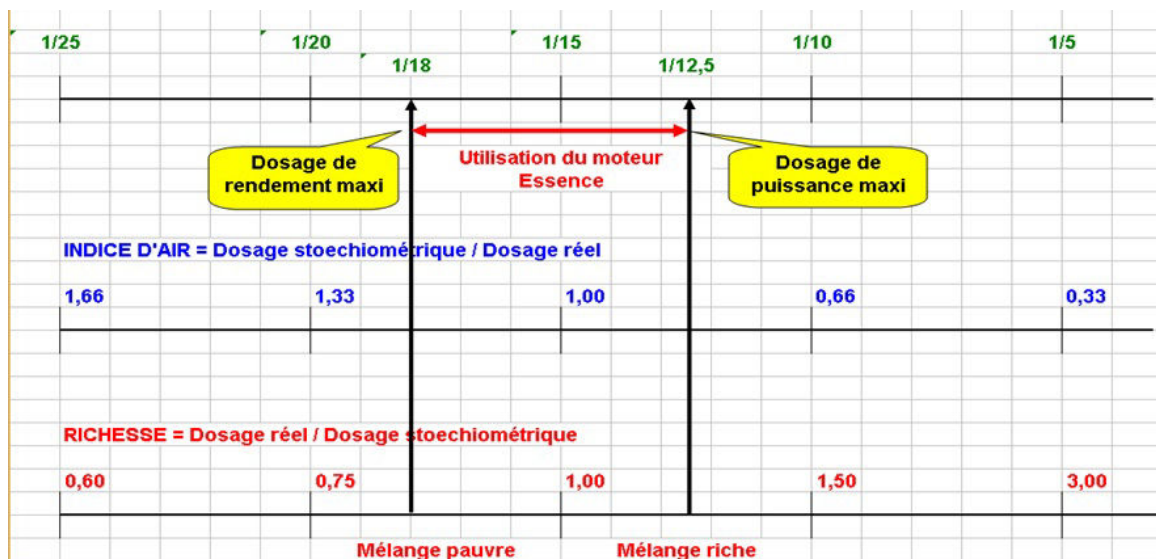 1/25 1/20 1/15 1/10 1/5
1/18 1/12,5
Dosage de
rendement maxi
Utilisation du moteur
Essence
Dosage de
puissance maxi
INDICE D'AIR = Dosage stoechiométrique / Dosage réel
1,66 1,33 1,00 0,66 0,33
RICHESSE = Dosage réel / Dosage stoechiométrique
0,60 0,75 1,00 1,50 3,00
Mélange pauvre Mélange riche